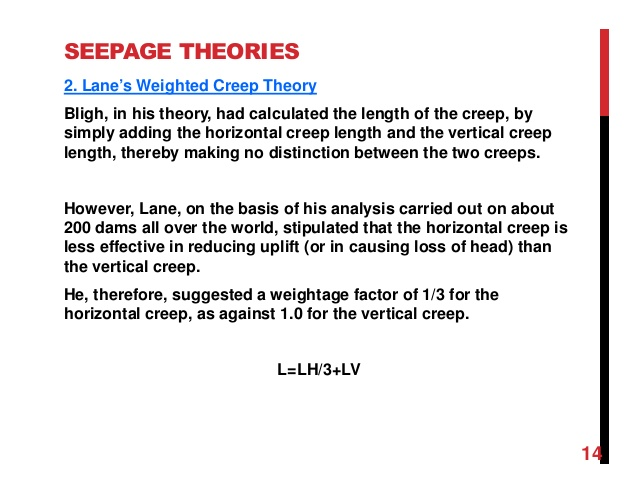 SEEPAGE THEORIES
2. Lane's Weighted Creep Theory
Bligh, in his theory, had calculated the length of the creep, by
simply adding the horizontal creep length and the vertical creep
length, thereby making no distinction between the two creeps.
However, Lane, on the basis of his analysis carried out on about
200 dams all over the world, stipulated that the horizontal creep is
less effective in reducing uplift (or in causing loss of head) than
the vertical creep.
He, therefore, suggested a weightage factor of 1/3 for the
horizontal creep, as against 1.0 for the vertical creep.
L=LH/3+LV
14